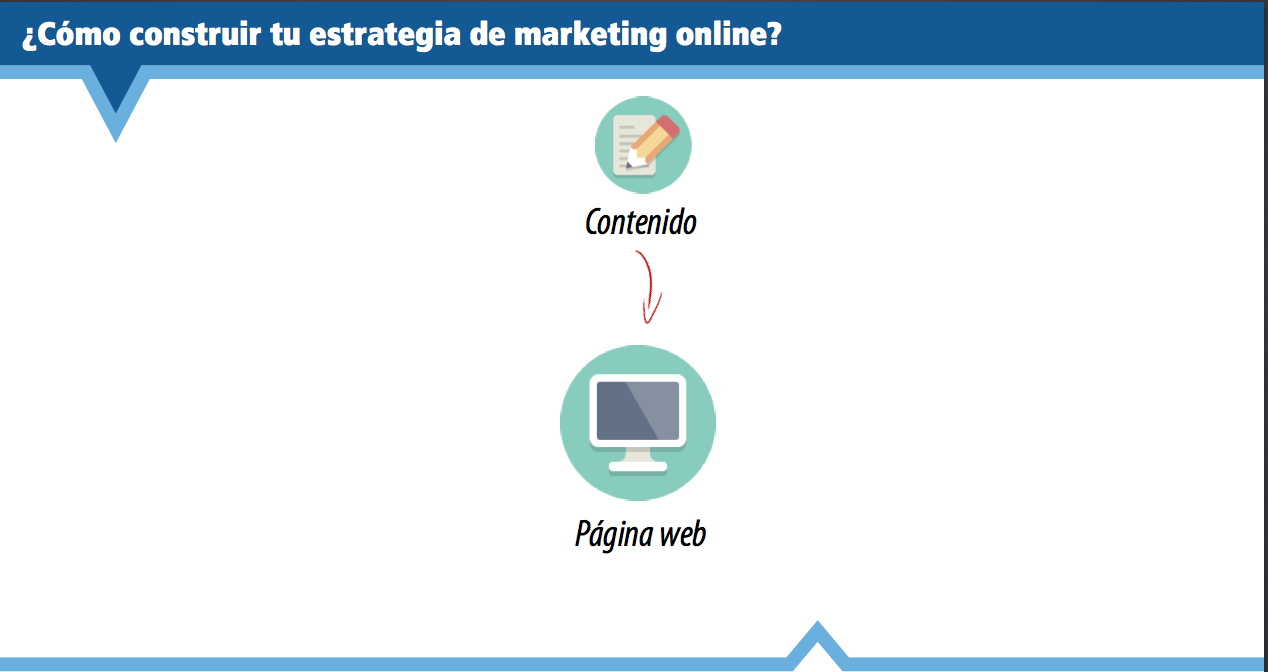 ¿Cómo construir tu estrategia de marketing online?
Contenido
Página web